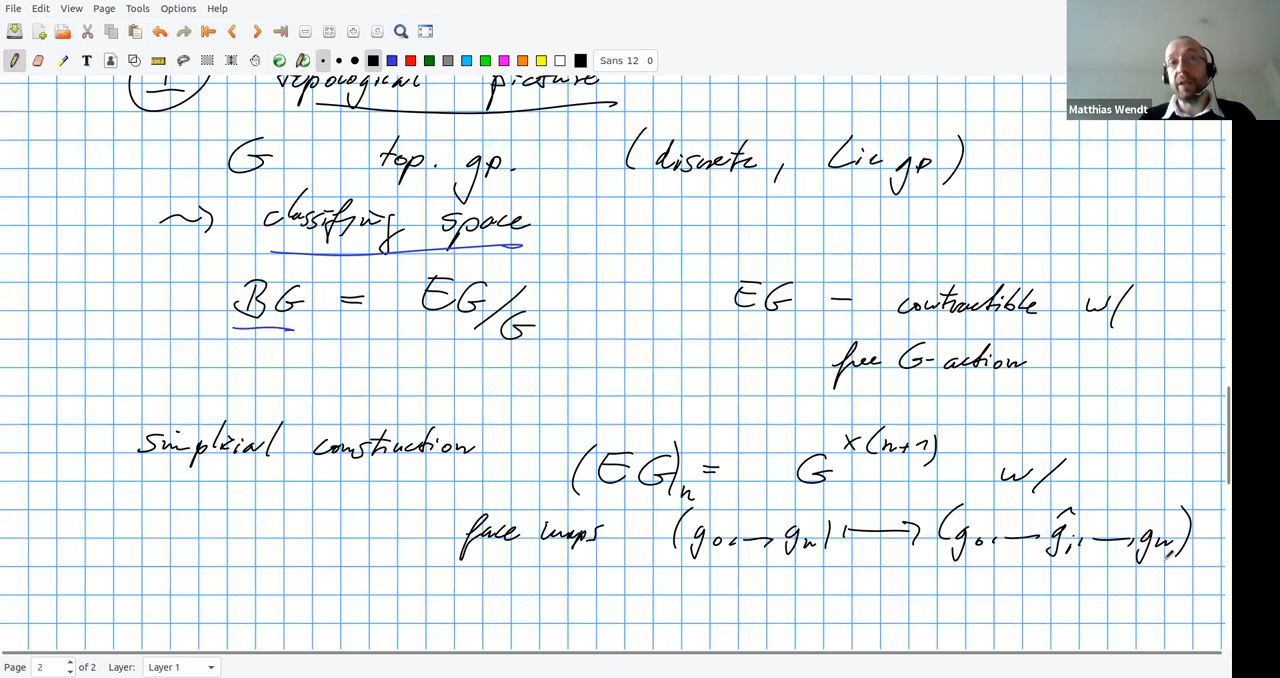 File Edit View Page Tools Options Help
Sans 12 0
Matthias Wendt
① topological picture
G top. gp. (discrete, Lie gp)
⇝ classifying space
BG = EG/G EG – contractible w/
free G-action
simplicial construction (EG)ₙ = G^{×(n+1)} w/
face maps (g₀, — gₙ) ⟼ (g₀, — ĝᵢ, — gₙ)
Page 2 of 2 Layer: Layer 1